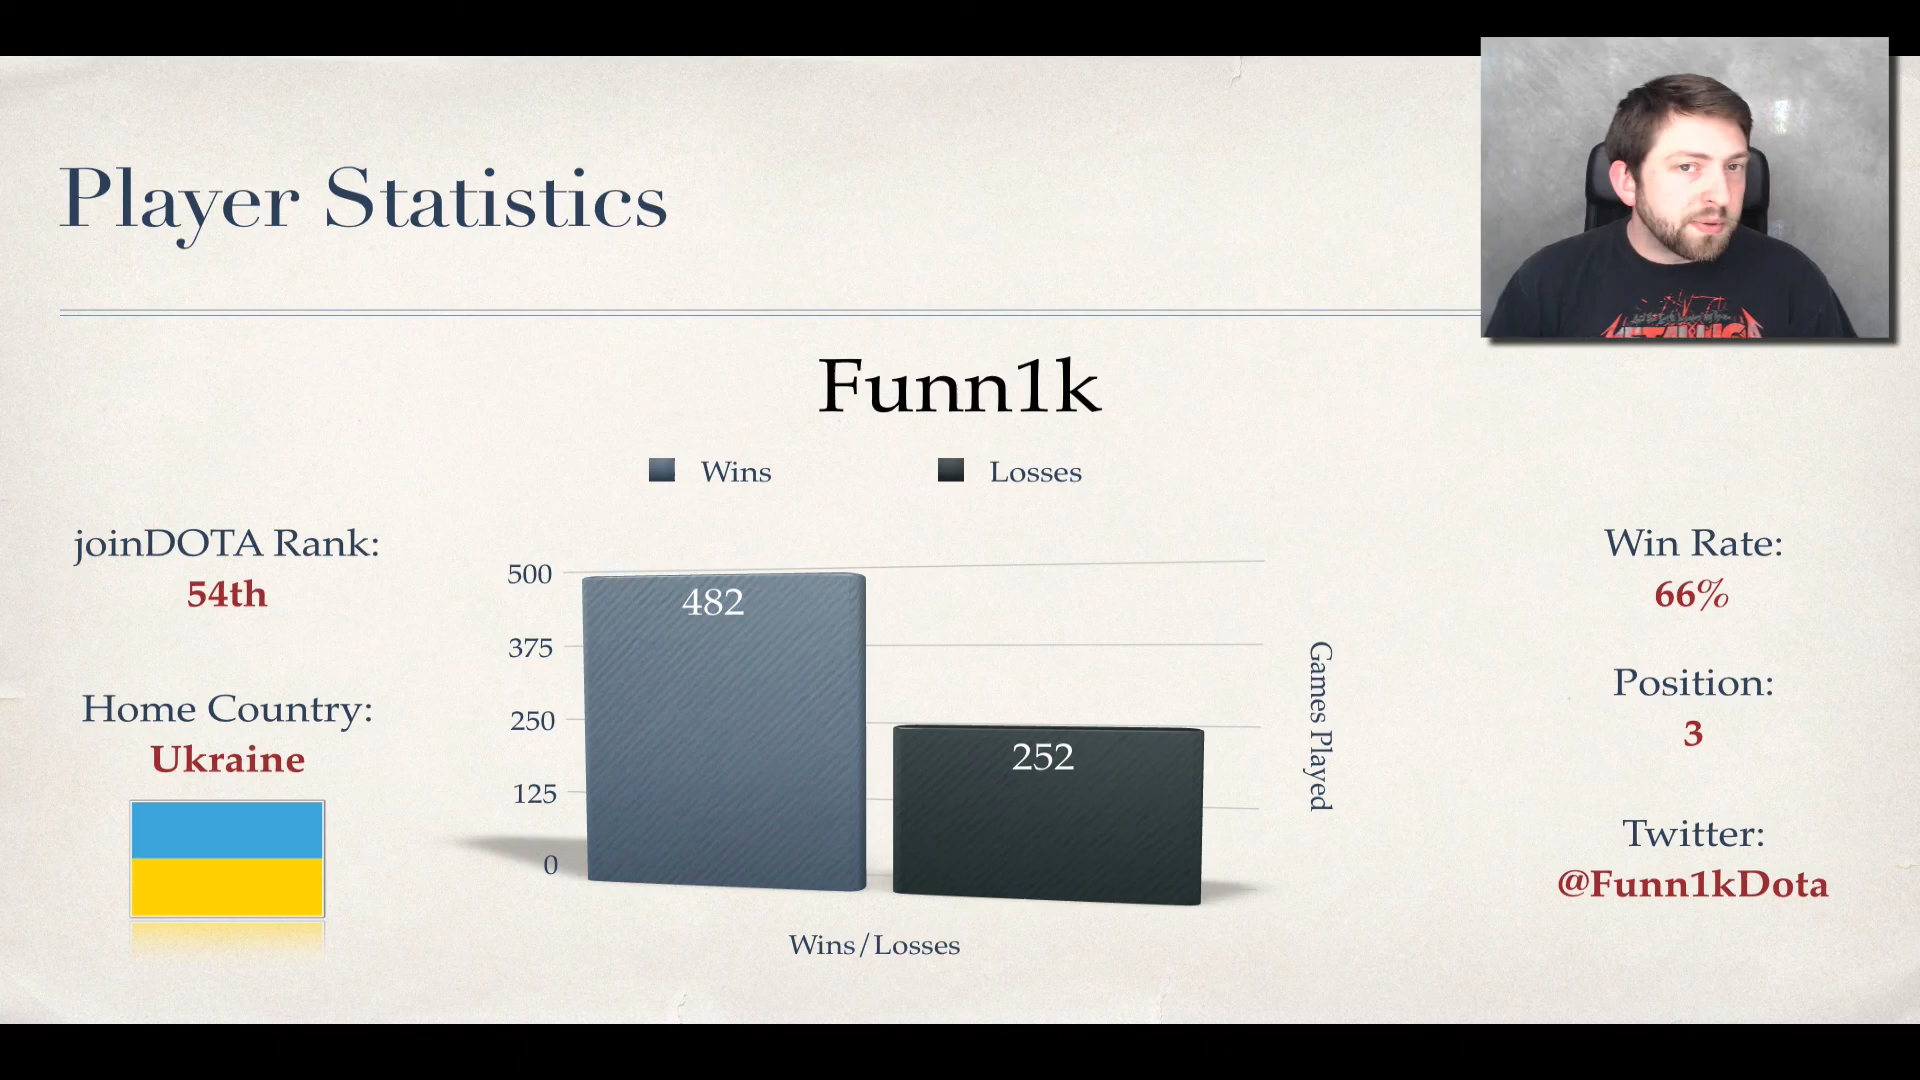 Player Statistics
METALLICA
Funn1k
Wins
Losses
joinDOTA Rank:
54th
Home Country:
Ukraine
500
375
250
125
0
482
252
Games Played
Wins/Losses
Win Rate:
66%
Position:
3
Twitter:
@Funn1kDota